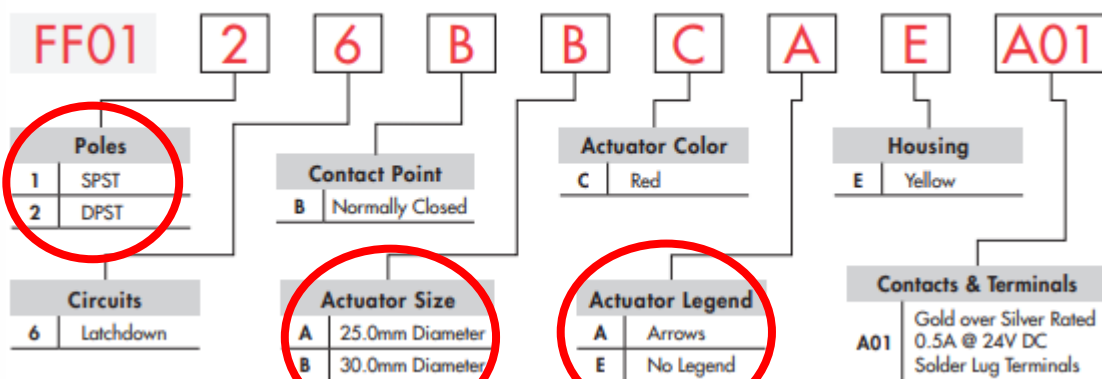 FF01 2 6 B B C A E A01
Poles
1 SPST
2 DPST
Contact Point
B Normally Closed
Actuator Color
C Red
Housing
E Yellow
Circuits
6 Latchdown
Actuator Size
A 25.0mm Diameter
B 30.0mm Diameter
Actuator Legend
A Arrows
E No Legend
Contacts & Terminals
A01 Gold over Silver Rated
0.5A @ 24V DC
Solder Lug Terminals